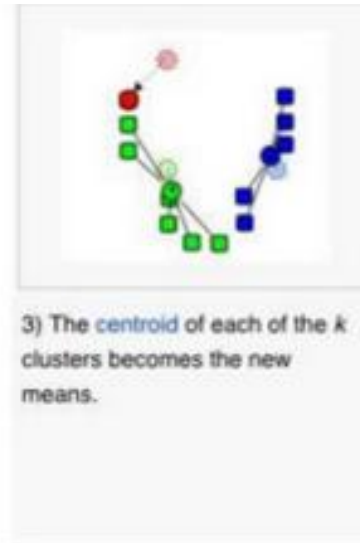 3) The centroid of each of the k
clusters becomes the new
means.